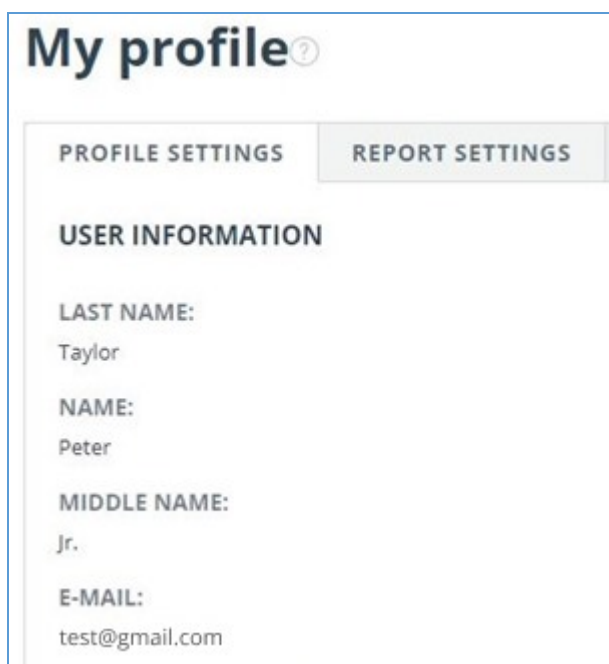 My profile ?
PROFILE SETTINGS REPORT SETTINGS
USER INFORMATION
LAST NAME:
Taylor
NAME:
Peter
MIDDLE NAME:
Jr.
E-MAIL:
test@gmail.com